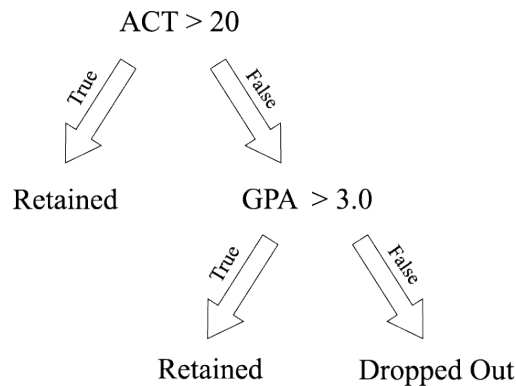 ACT > 20
True
False
Retained
GPA > 3.0
True
False
Retained
Dropped Out